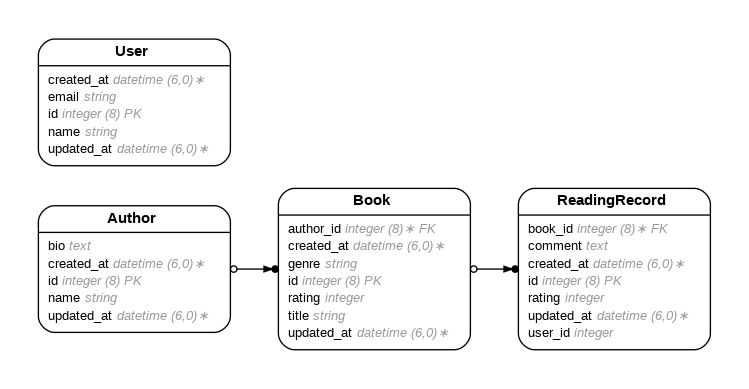 User
created_at datetime (6,0)∗
email string
id integer (8) PK
name string
updated_at datetime (6,0)∗
Author
bio text
created_at datetime (6,0)∗
id integer (8) PK
name string
updated_at datetime (6,0)∗
Book
author_id integer (8)∗ FK
created_at datetime (6,0)∗
genre string
id integer (8) PK
rating integer
title string
updated_at datetime (6,0)∗
ReadingRecord
book_id integer (8)∗ FK
comment text
created_at datetime (6,0)∗
id integer (8) PK
rating integer
updated_at datetime (6,0)∗
user_id integer